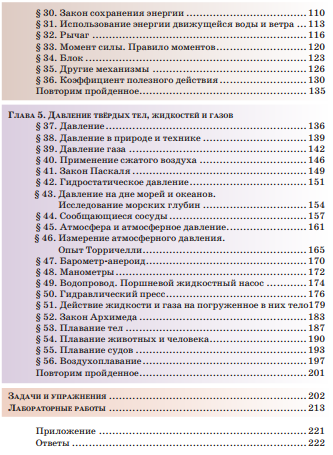 § 30. Закон сохранения энергии 110
§ 31. Использование энергии движущейся воды и ветра 113
§ 32. Рычаг 116
§ 33. Момент силы. Правило моментов 120
§ 34. Блок 123
§ 35. Другие механизмы 126
§ 36. Коэффициент полезного действия 130
Повторим пройденное 135
Глава 5. Давление твёрдых тел, жидкостей и газов
§ 37. Давление 136
§ 38. Давление в природе и технике 139
§ 39. Давление газа 142
§ 40. Применение сжатого воздуха 146
§ 41. Закон Паскаля 149
§ 42. Гидростатическое давление 151
§ 43. Давление на дне морей и океанов.
Исследование морских глубин 154
§ 44. Сообщающиеся сосуды 157
§ 45. Атмосфера и атмосферное давление 161
§ 46. Измерение атмосферного давления.
Опыт Торричелли 165
§ 47. Барометр-анероид 170
§ 48. Манометры 172
§ 49. Водопровод. Поршневой жидкостный насос 174
§ 50. Гидравлический пресс 176
§ 51. Действие жидкости и газа на погруженное в них тело 179
§ 52. Закон Архимеда 183
§ 53. Плавание тел 187
§ 54. Плавание животных и человека 190
§ 55. Плавание судов 193
§ 56. Воздухоплавание 197
Повторим пройденное 201
Задачи и упражнения 202
Лабораторные работы 213
Приложение 221
Ответы 222